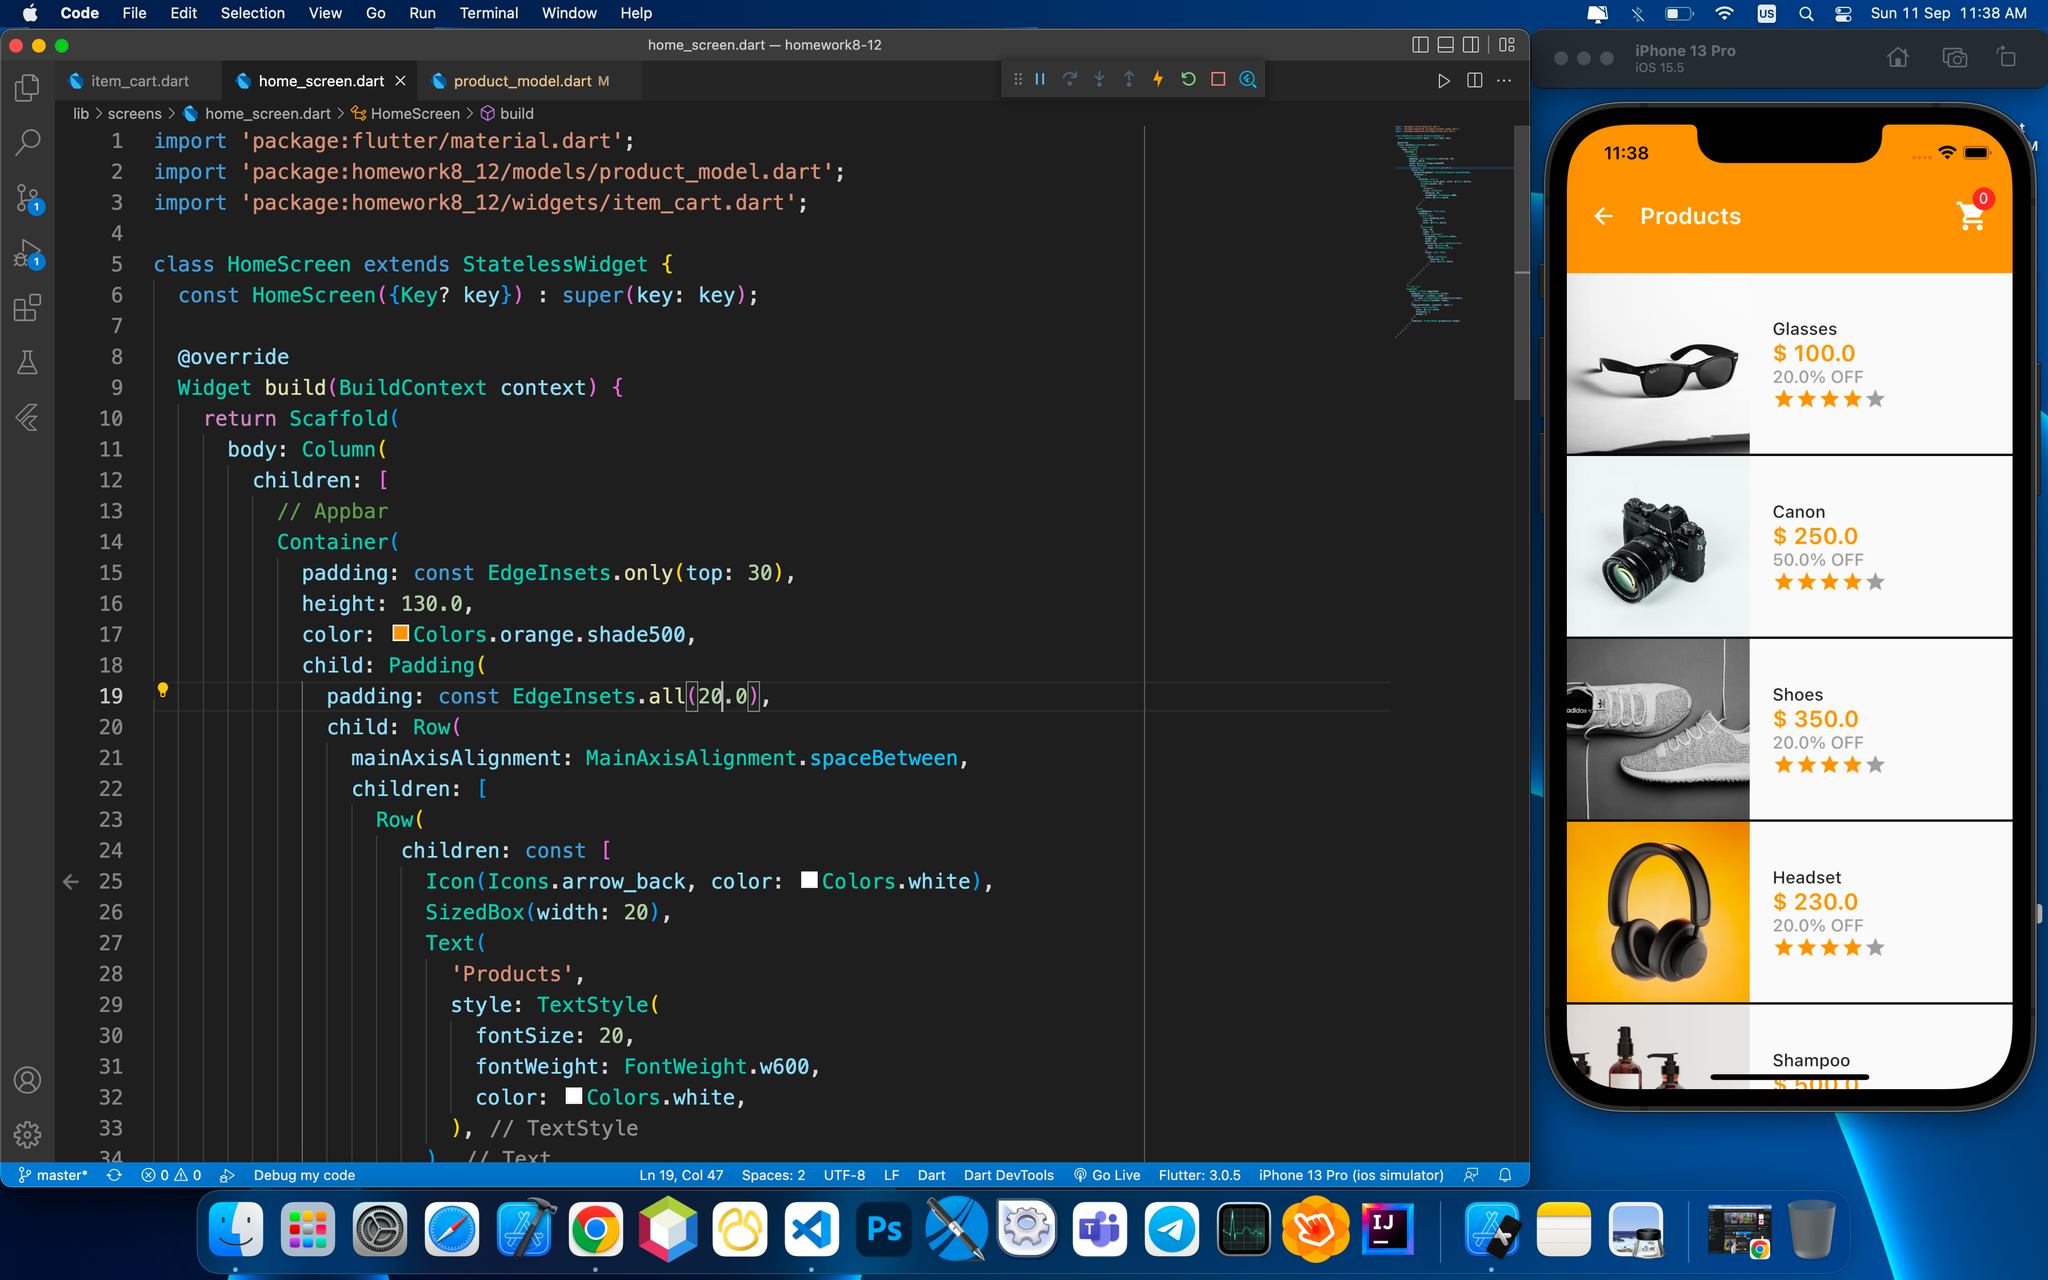 Code File Edit Selection View Go Run Terminal Window Help
US Sun 11 Sep 11:38 AM
home_screen.dart — homework8-12
item_cart.dart
home_screen.dart
product_model.dart M
lib > screens > home_screen.dart > HomeScreen > build
1 import 'package:flutter/material.dart';
2 import 'package:homework8_12/models/product_model.dart';
3 import 'package:homework8_12/widgets/item_cart.dart';
4
5 class HomeScreen extends StatelessWidget {
6 const HomeScreen({Key? key}) : super(key: key);
7
8 @override
9 Widget build(BuildContext context) {
10 return Scaffold(
11 body: Column(
12 children: [
13 // Appbar
14 Container(
15 padding: const EdgeInsets.only(top: 30),
16 height: 130.0,
17 color: Colors.orange.shade500,
18 child: Padding(
19 padding: const EdgeInsets.all(20.0),
20 child: Row(
21 mainAxisAlignment: MainAxisAlignment.spaceBetween,
22 children: [
23 Row(
24 children: const [
25 Icon(Icons.arrow_back, color: Colors.white),
26 SizedBox(width: 20),
27 Text(
28 'Products',
29 style: TextStyle(
30 fontSize: 20,
31 fontWeight: FontWeight.w600,
32 color: Colors.white,
33 ), // TextStyle
34 ) // Text
1
1
master* 0 0 Debug my code Ln 19, Col 47 Spaces: 2 UTF-8 LF Dart Dart DevTools Go Live Flutter: 3.0.5 iPhone 13 Pro (ios simulator)
iPhone 13 Pro
iOS 15.5
11:38
Products
0
Glasses
$ 100.0
20.0% OFF
Canon
$ 250.0
50.0% OFF
Shoes
$ 350.0
20.0% OFF
adidas
Headset
$ 230.0
20.0% OFF
Shampoo
$ 500.0
Ps
IJ